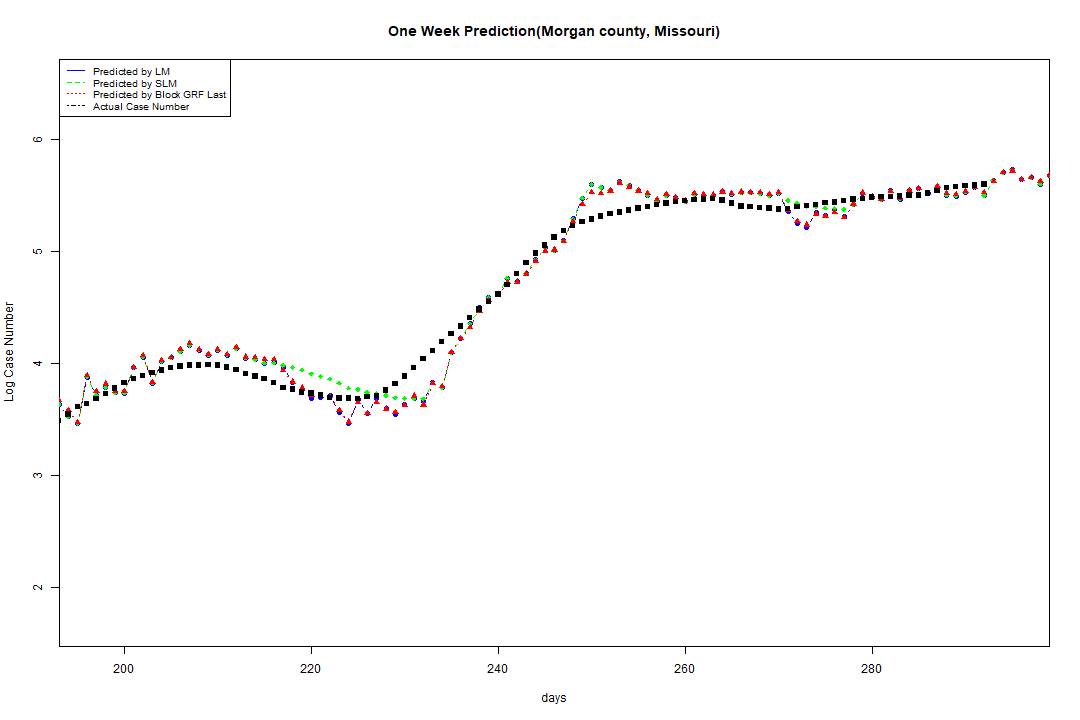 One Week Prediction(Morgan county, Missouri)
Predicted by LM
Predicted by SLM
Predicted by Block GRF Last
Actual Case Number
6
5
4
3
2
Log Case Number
200 220 240 260 280
days